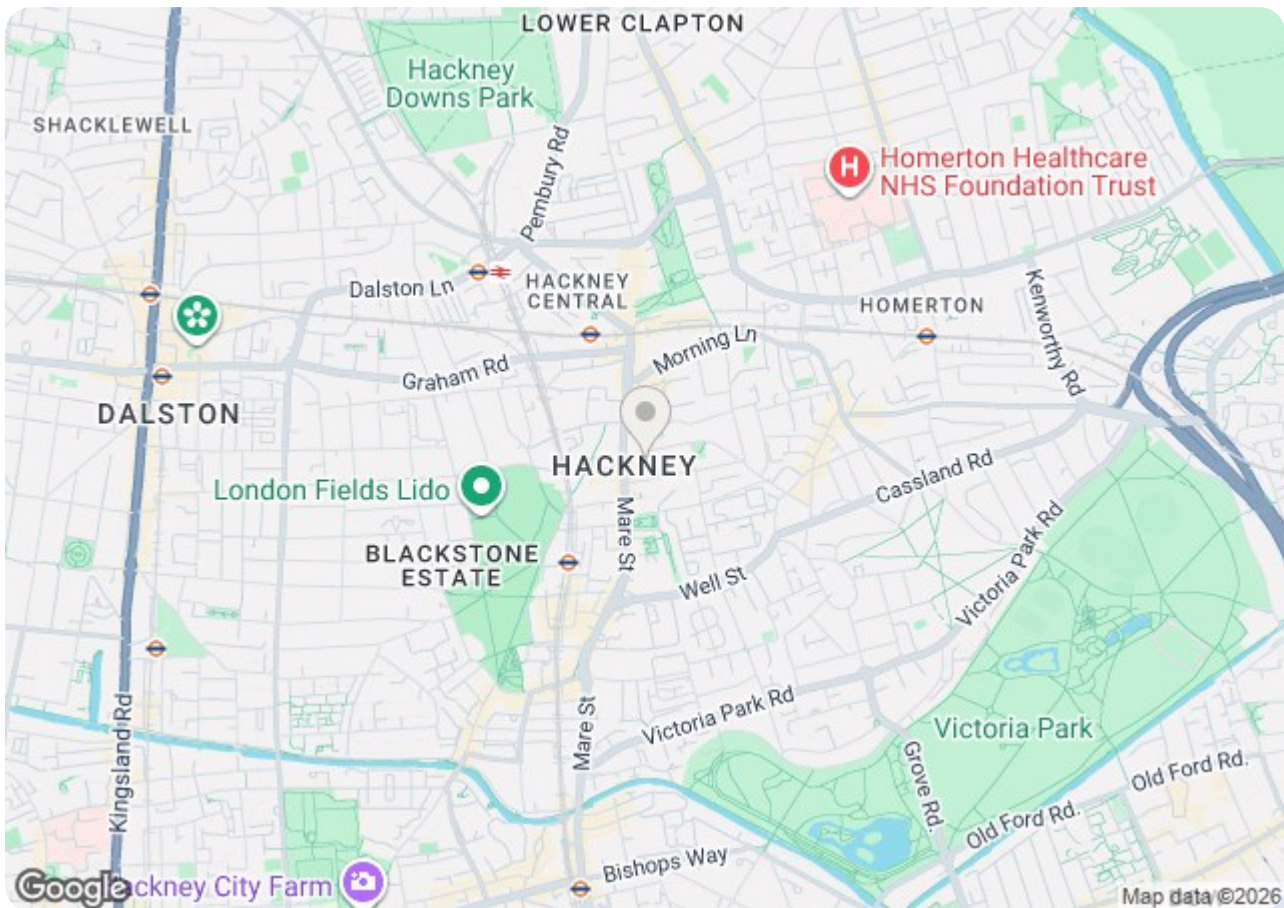 LOWER CLAPTON
Hackney
Downs Park
SHACKLEWELL
Pembury Rd
H
Homerton Healthcare
NHS Foundation Trust
Dalston Ln
HACKNEY
CENTRAL
HOMERTON
Kenworthy Rd
Morning Ln
Graham Rd
DALSTON
HACKNEY
Cassland Rd
London Fields Lido
Mare St
BLACKSTONE
ESTATE
Well St
Victoria Park Rd
Victoria Park Rd
Mare St
Kingsland Rd
Victoria Park
Grove Rd.
Old Ford Rd.
Old Ford Rd.
Bishops Way
Google
ackney City Farm
Map data ©2026